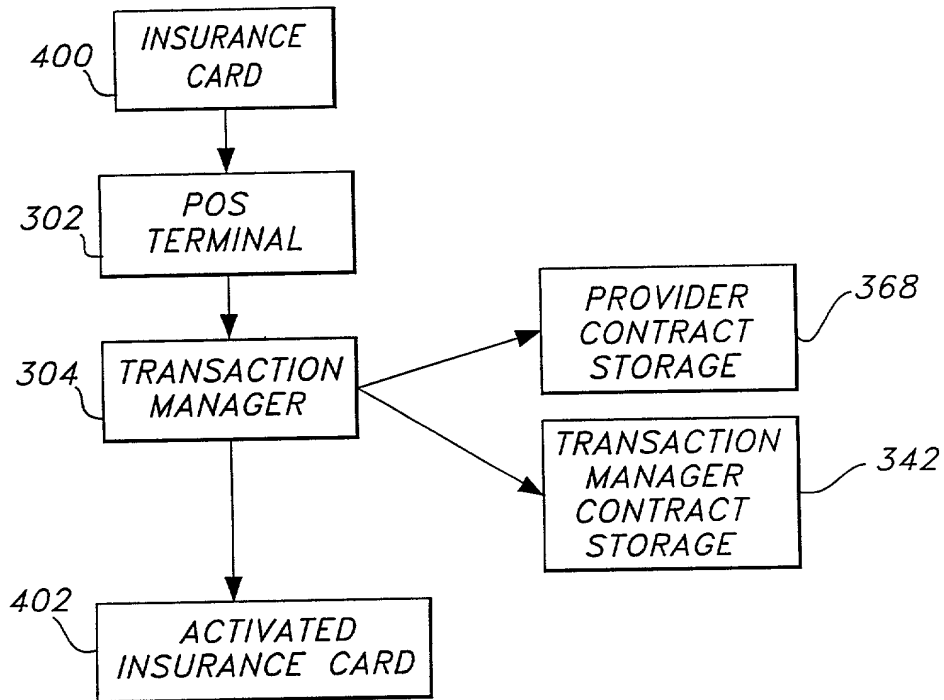 400
INSURANCE
CARD
302
POS
TERMINAL
304
TRANSACTION
MANAGER
PROVIDER
CONTRACT
STORAGE
368
TRANSACTION
MANAGER
CONTRACT
STORAGE
342
402
ACTIVATED
INSURANCE CARD